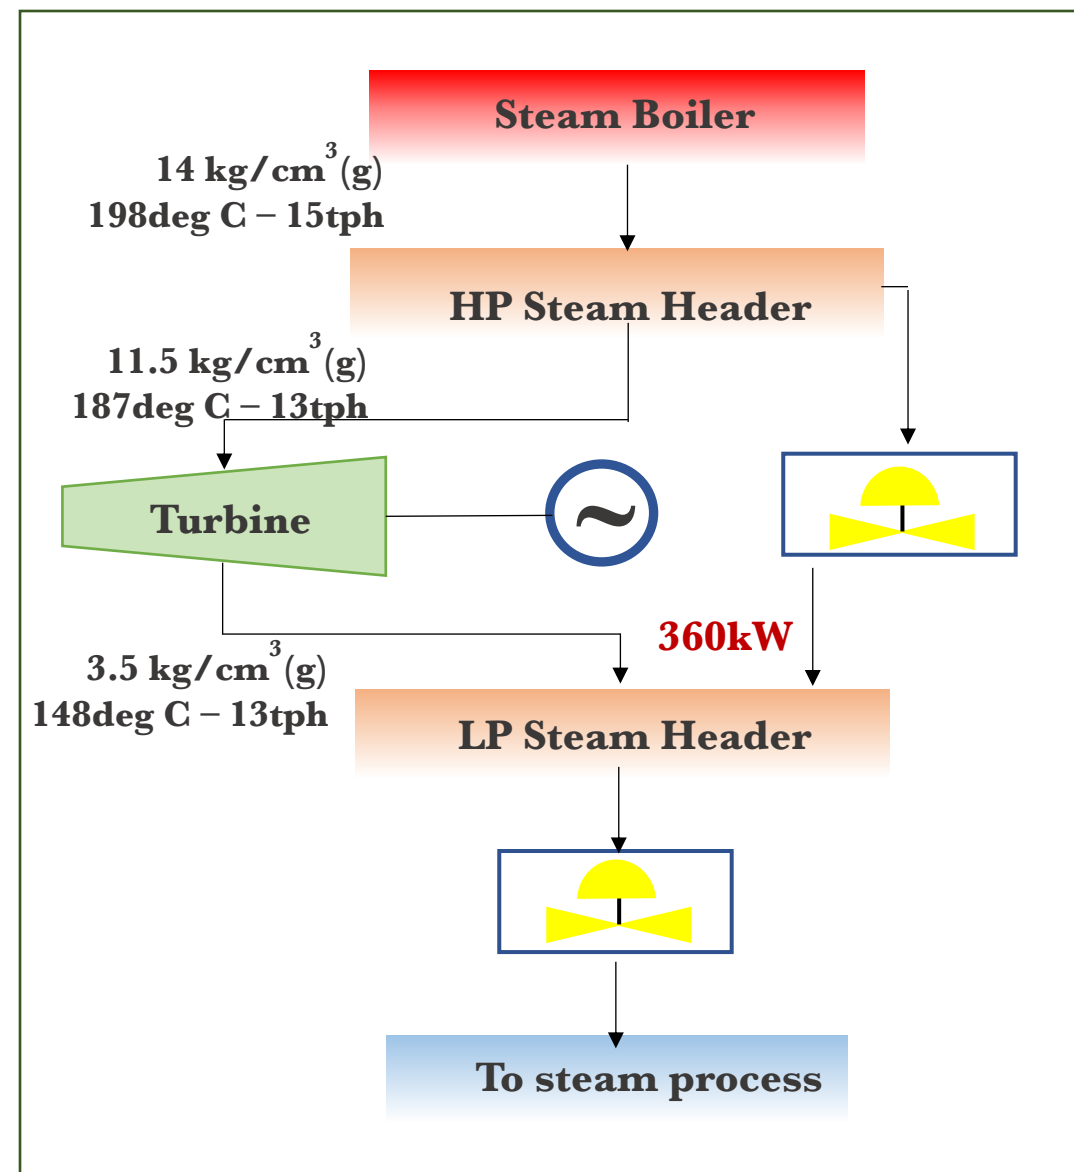 Steam Boiler
14 kg/cm³(g)
198deg C – 15tph
HP Steam Header
11.5 kg/cm³(g)
187deg C – 13tph
Turbine
~
360kW
3.5 kg/cm³(g)
148deg C – 13tph
LP Steam Header
To steam process